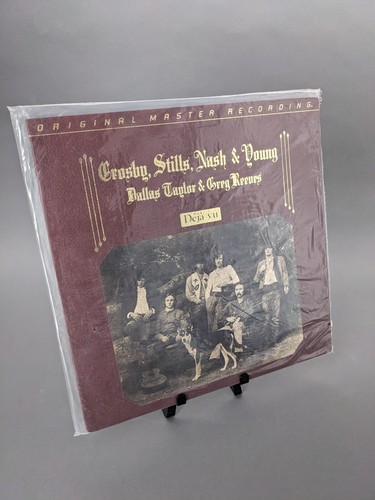 ORIGINAL MASTER RECORDING
Crosby, Stills, Nash & Young
Dallas Taylor & Greg Reeves
Déjà vu